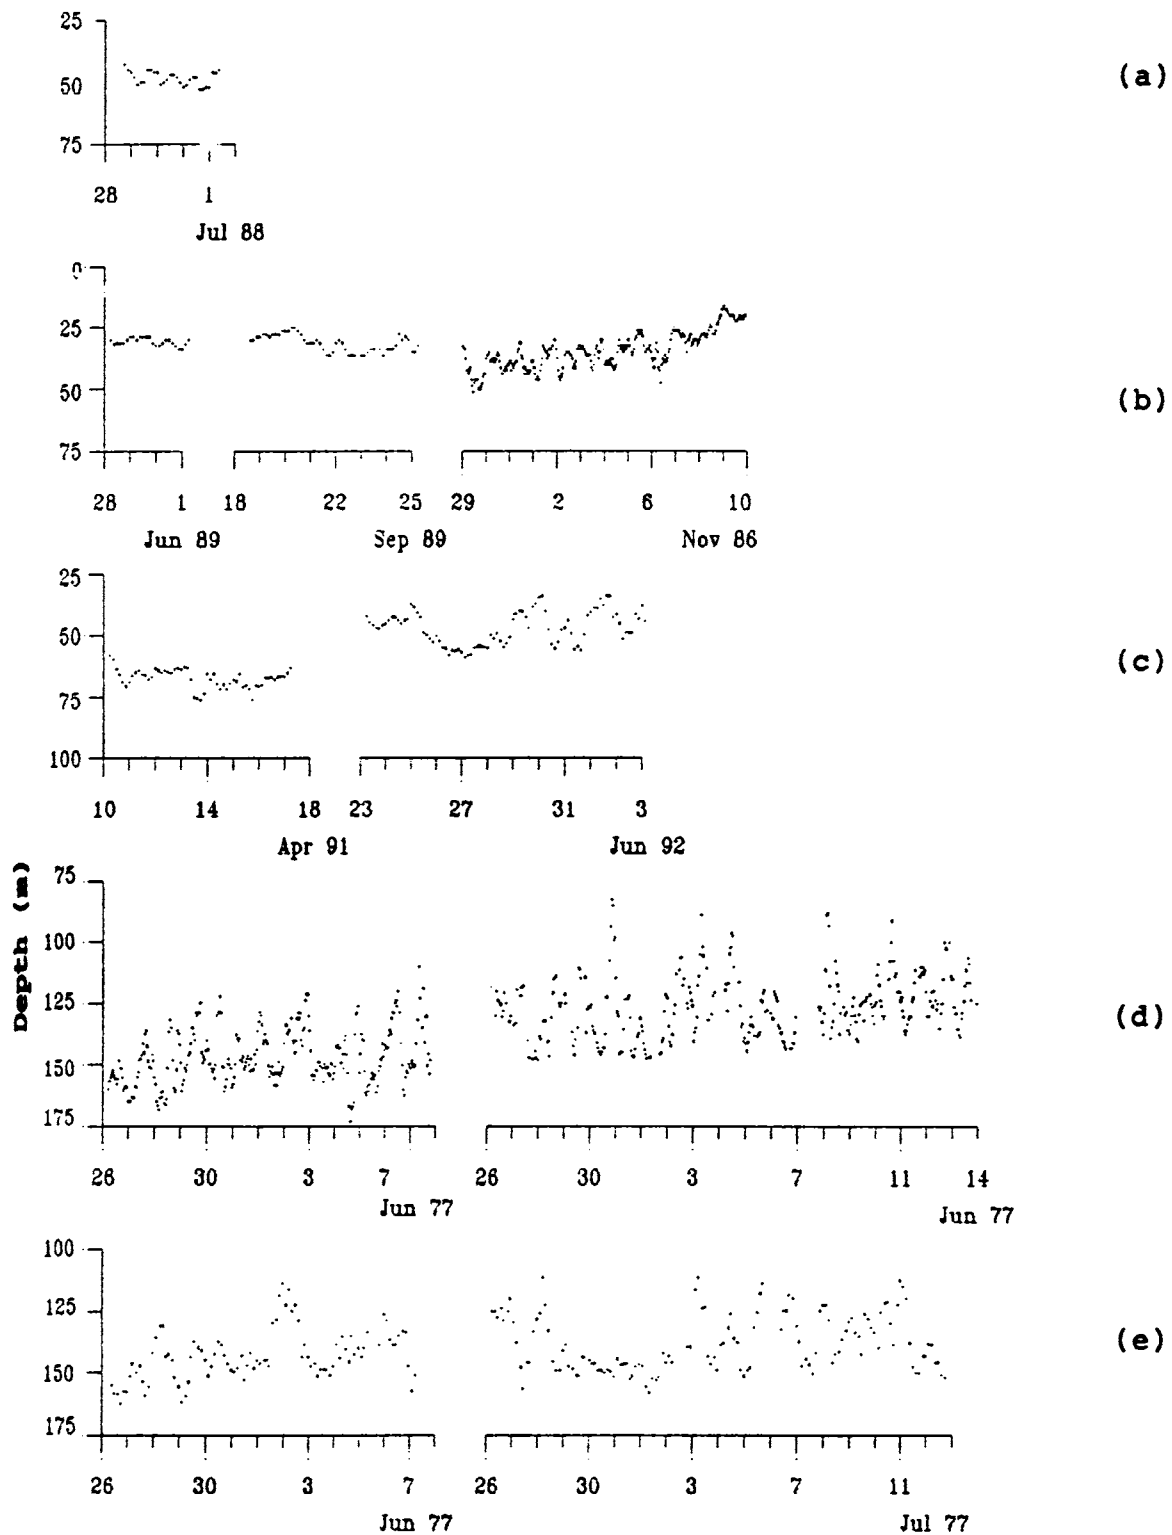 25
50
(a)
75
28 1
Jul 88
0
25
50
(b)
75
28 1 18 22 25 29 2 6 10
Jun 89 Sep 89 Nov 86
25
50
(c)
75
100
10 14 18 23 27 31 3
Apr 91 Jun 92
Depth (m)
75
100
125
(d)
150
175
26 30 3 7 26 30 3 7 11 14
Jun 77 Jun 77
100
125
(e)
150
175
26 30 3 7 26 30 3 7 11
Jun 77 Jul 77